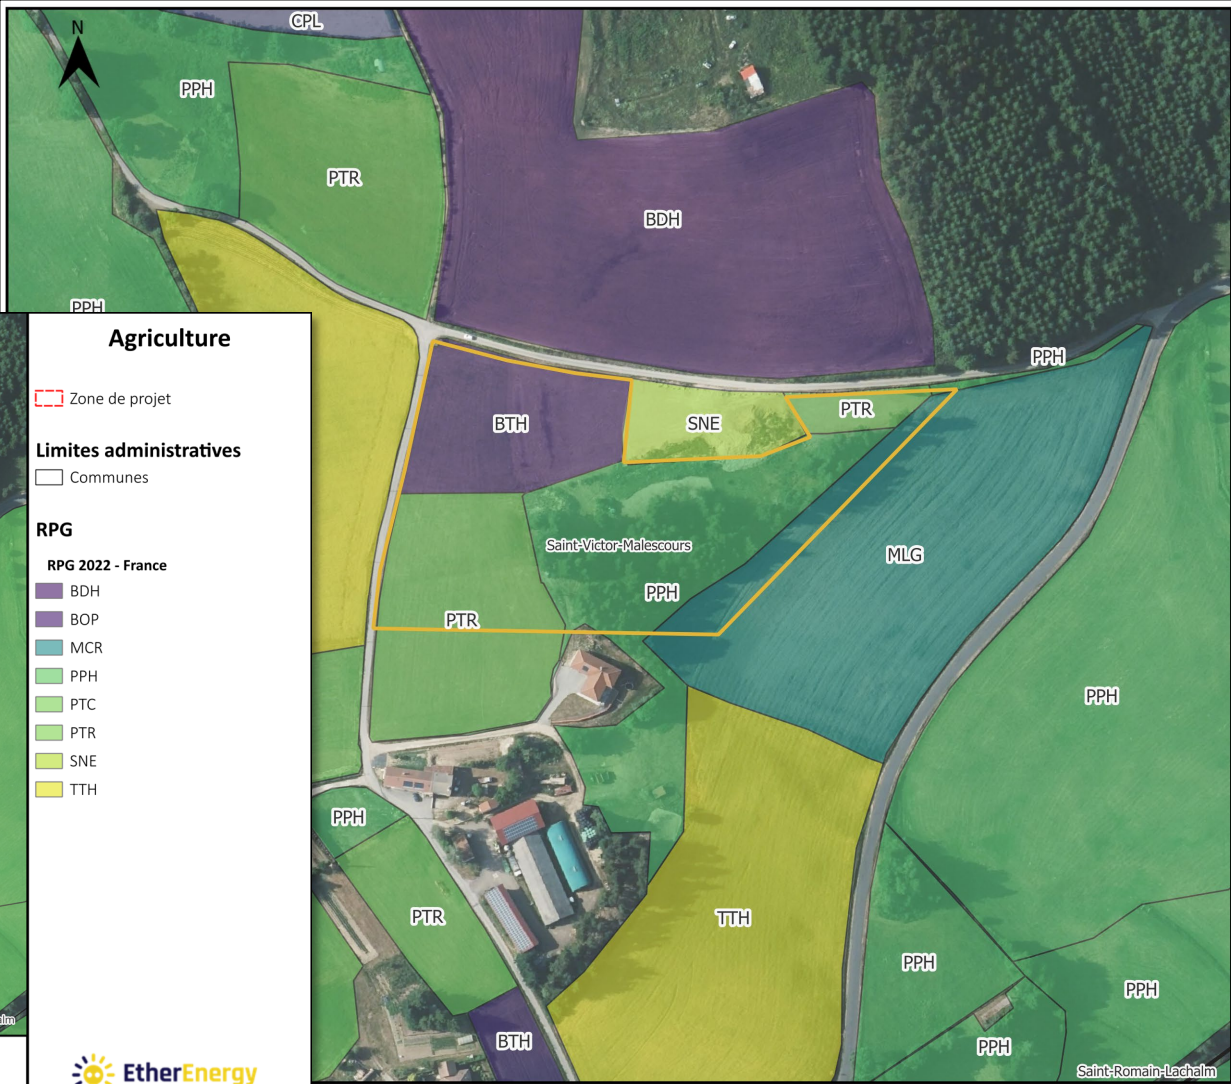 N
CPL
PPH
PTR
BDH
PPH
PPH
BTH
SNE
PTR
Saint-Victor-Malescours
MLG
PPH
PTR
PPH
PPH
PTR
TTH
PPH
PPH
BTH
PPH
Saint-Romain-Lachalm
Agriculture
Zone de projet
Limites administratives
Communes
RPG
RPG 2022 - France
BDH
BOP
MCR
PPH
PTC
PTR
SNE
TTH
EtherEnergy